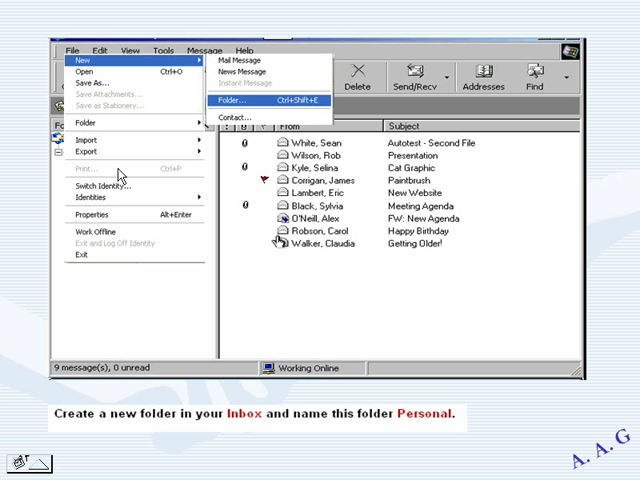 File Edit View Tools Message Help
New
Open Ctrl+O
Save As...
Save Attachments...
Save as Stationery...
Folder
Import
Export
Print... Ctrl+P
Switch Identity...
Identities
Properties Alt+Enter
Work Offline
Exit and Log Off Identity
Exit
Mail Message
News Message
Instant Message
Folder... Ctrl+Shift+E
Contact...
Delete Send/Recv Addresses Find
From Subject
White, Sean Autotest - Second File
Wilson, Rob Presentation
Kyle, Selina Cat Graphic
Corrigan, James Paintbrush
Lambert, Eric New Website
Black, Sylvia Meeting Agenda
O'Neill, Alex FW: New Agenda
Robson, Carol Happy Birthday
Walker, Claudia Getting Older!
9 message(s), 0 unread Working Online
Create a new folder in your Inbox and name this folder Personal.
A. A. G